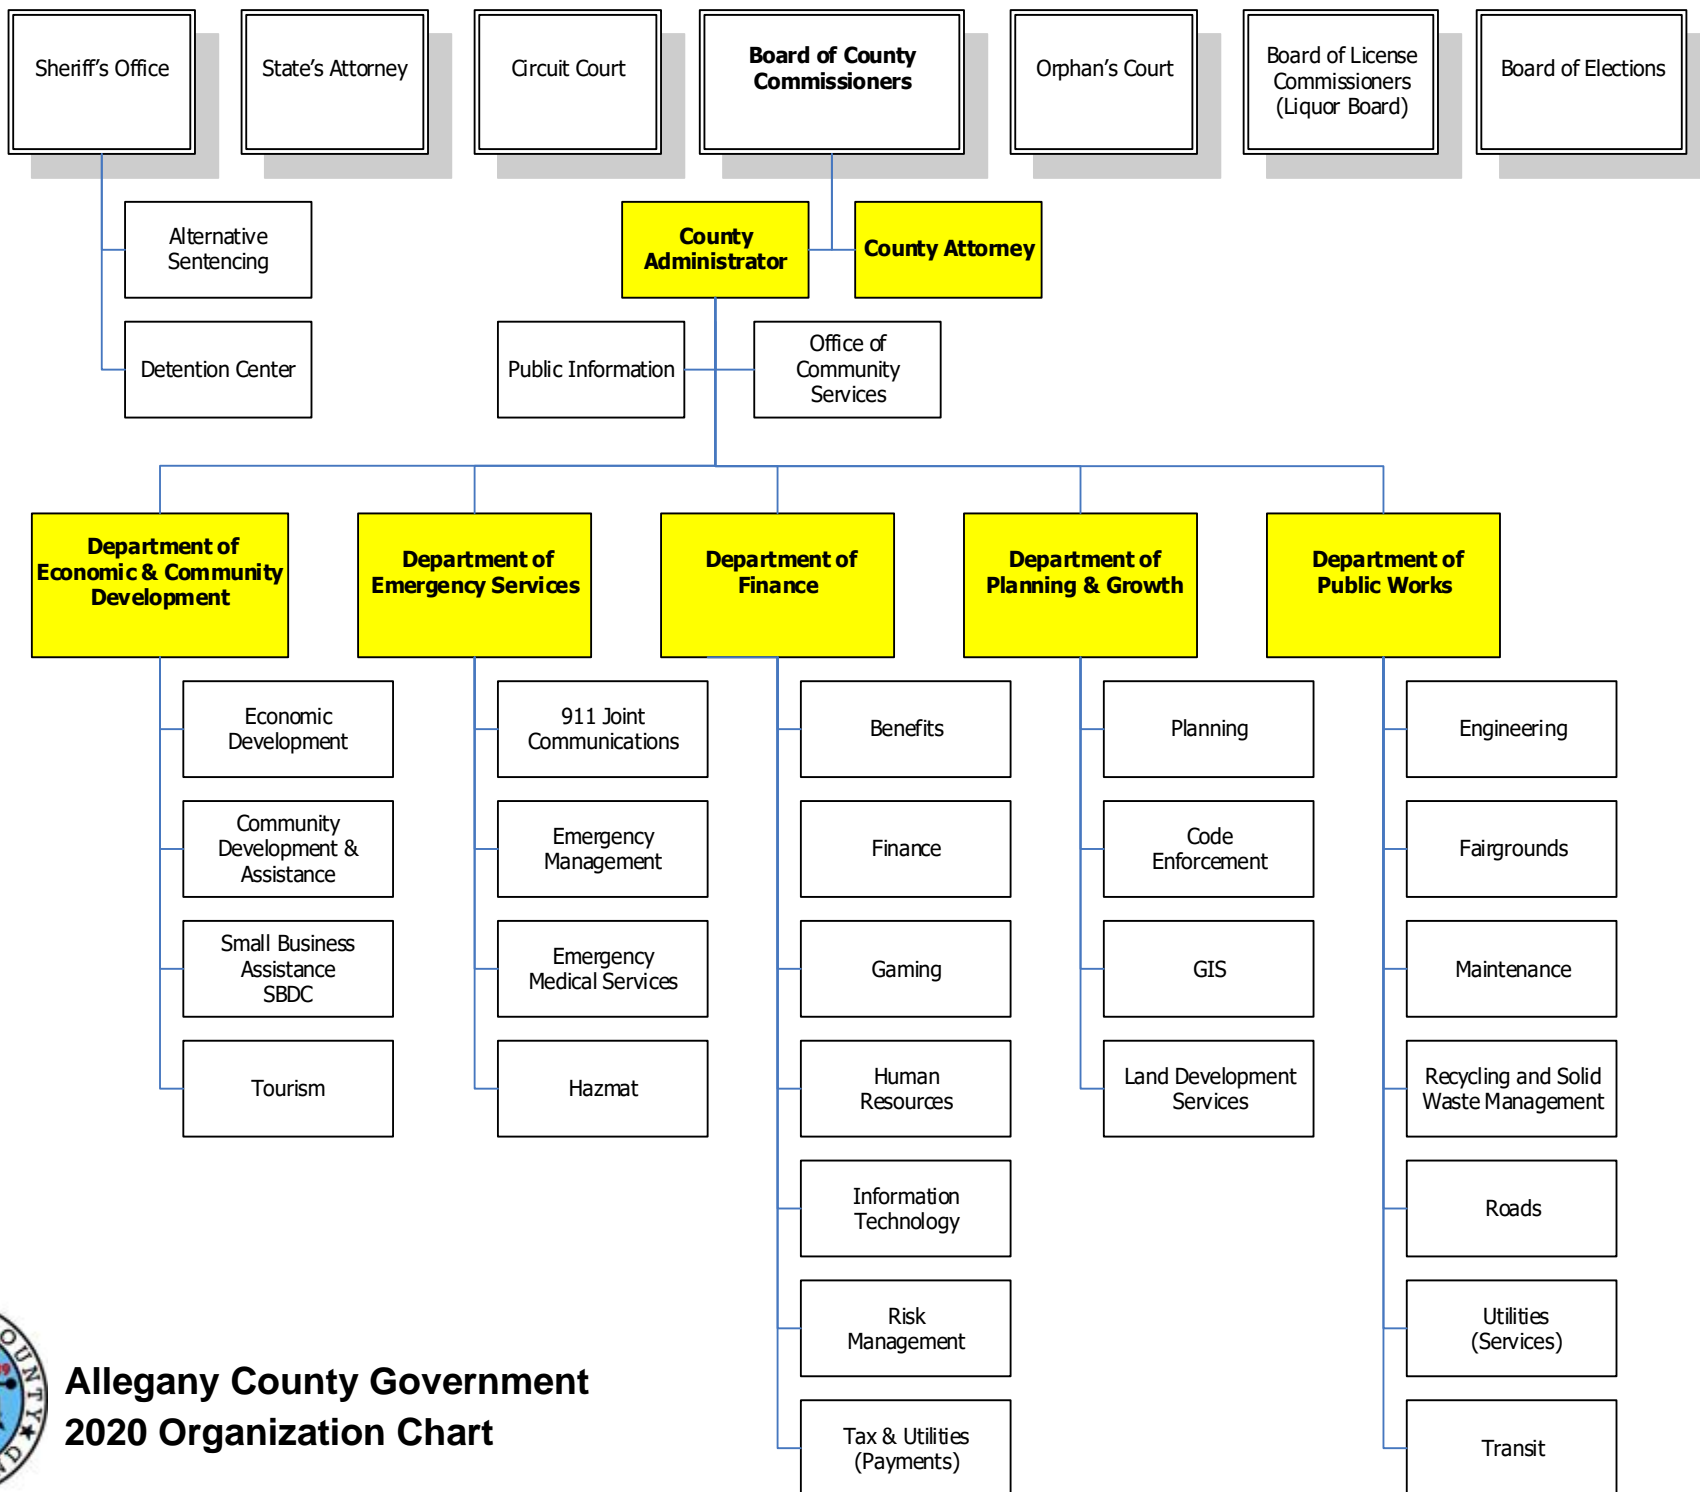 Sheriff's Office
State's Attorney
Circuit Court
Board of County
Commissioners
Orphan's Court
Board of License
Commissioners
(Liquor Board)
Board of Elections
Alternative
Sentencing
Detention Center
County
Administrator
County Attorney
Public Information
Office of
Community
Services
Department of
Economic & Community
Development
Department of
Emergency Services
Department of
Finance
Department of
Planning & Growth
Department of
Public Works
Economic
Development
Community
Development &
Assistance
Small Business
Assistance
SBDC
Tourism
911 Joint
Communications
Emergency
Management
Emergency
Medical Services
Hazmat
Benefits
Finance
Gaming
Human
Resources
Information
Technology
Risk
Management
Tax & Utilities
(Payments)
Planning
Code
Enforcement
GIS
Land Development
Services
Engineering
Fairgrounds
Maintenance
Recycling and Solid
Waste Management
Roads
Utilities
(Services)
Transit
Allegany County Government
2020 Organization Chart